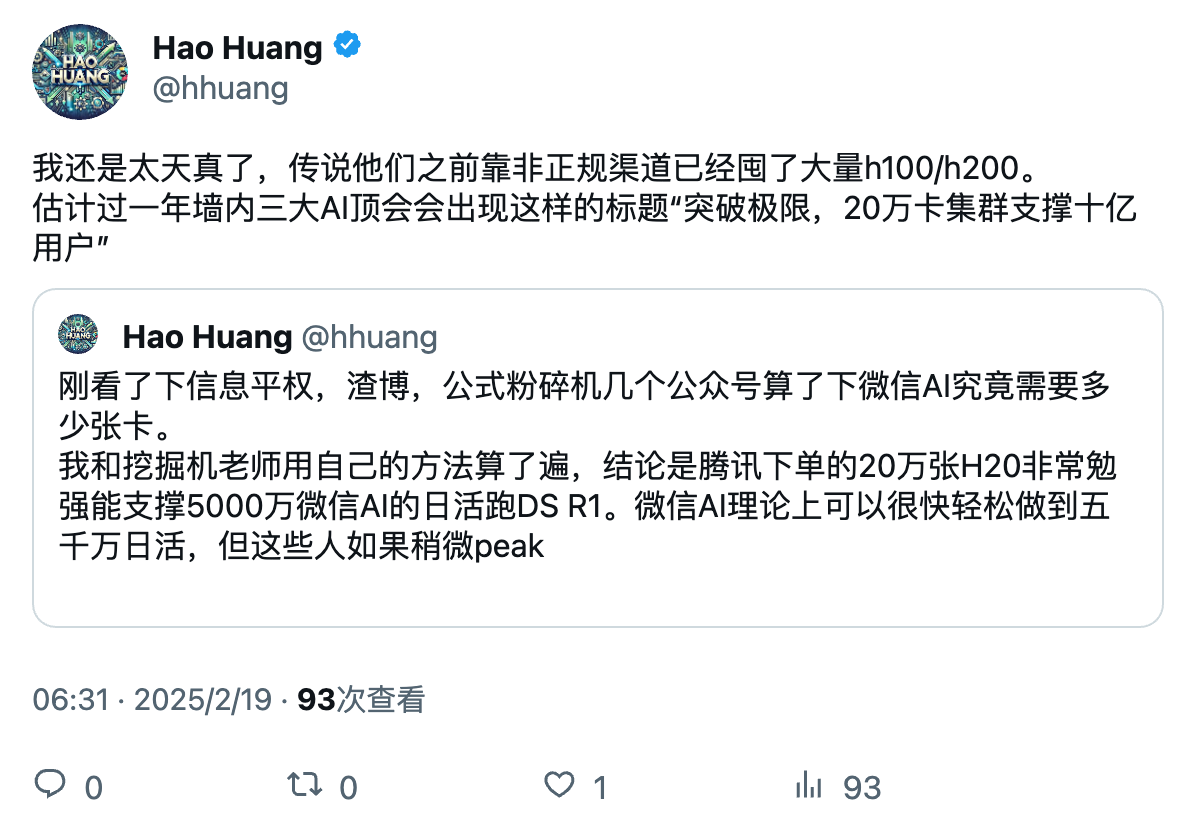 HAO
HUANG
Hao Huang
@hhuang
我还是太天真了，传说他们之前靠非正规渠道已经囤了大量h100/h200。
估计过一年墙内三大AI顶会会出现这样的标题“突破极限，20万卡集群支撑十亿
用户”
HAO
HUANG
Hao Huang @hhuang
刚看了下信息平权，渣博，公式粉碎机几个公众号算了下微信AI究竟需要多
少张卡。
我和挖掘机老师用自己的方法算了遍，结论是腾讯下单的20万张H20非常勉
强能支撑5000万微信AI的日活跑DS R1。微信AI理论上可以很快轻松做到五
千万日活，但这些人如果稍微peak
06:31 · 2025/2/19 · 93次查看
0 0 1 93